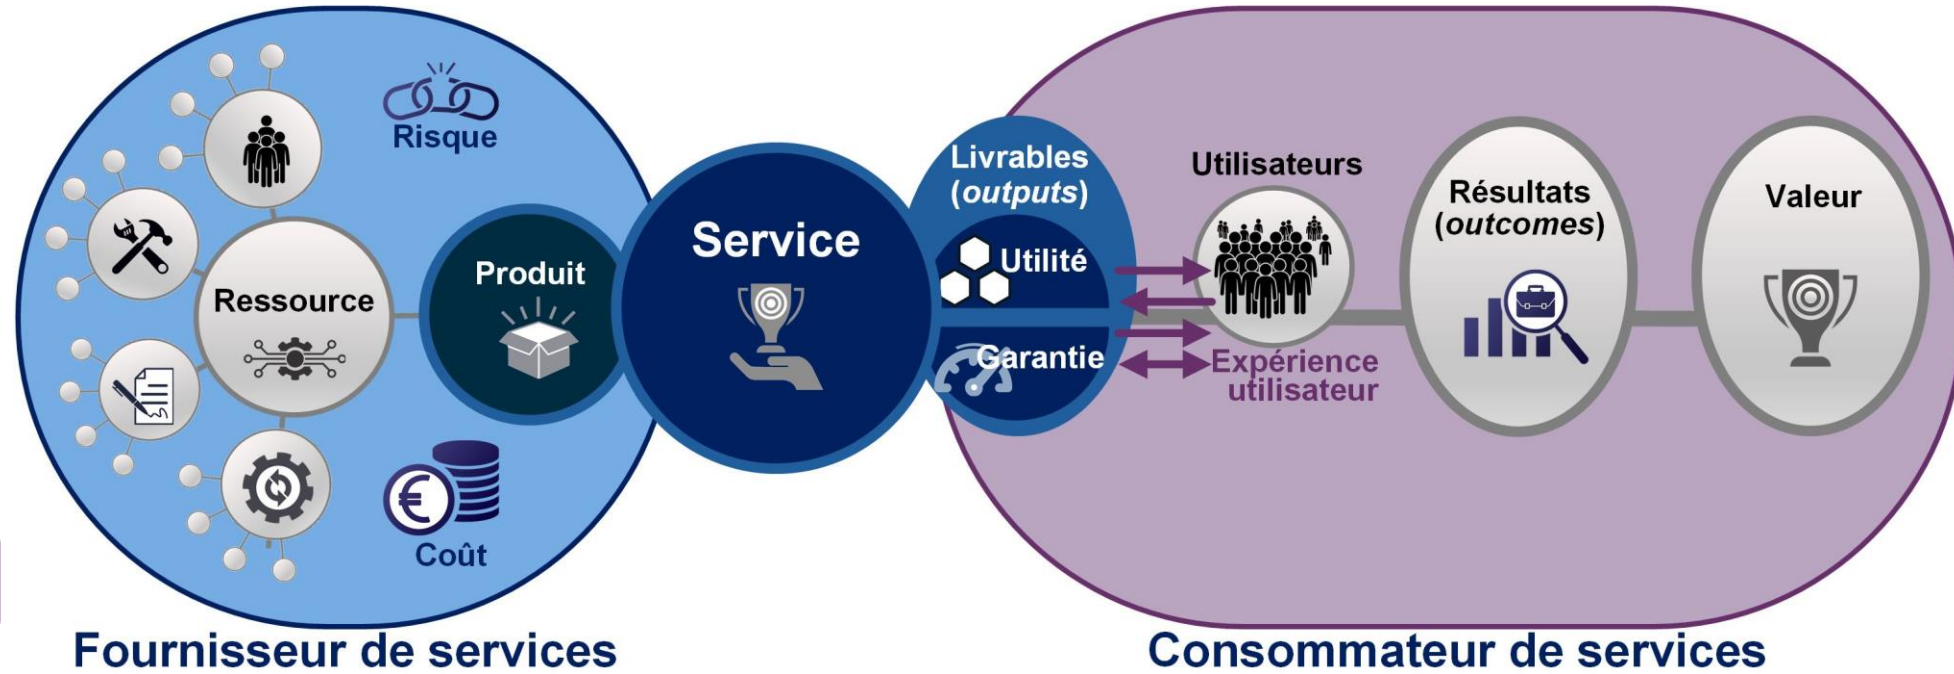 Risque
Ressource
Produit
Coût
Fournisseur de services
Service
Livrables
(outputs)
Utilité
Garantie
Utilisateurs
Expérience
utilisateur
Résultats
(outcomes)
Valeur
Consommateur de services